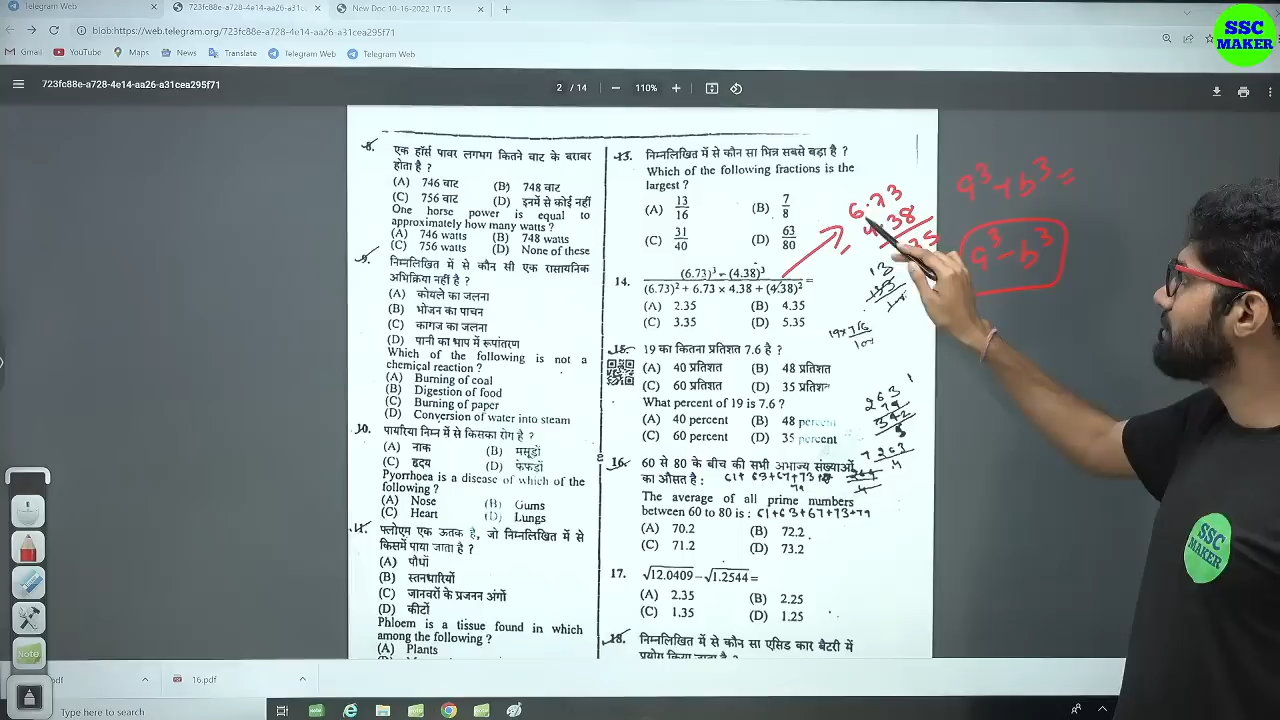 Telegram Web
723fc88e-a728-4e14-aa26-a31cea2
New Doc 10-16-2022 17.15
blob:https://web.telegram.org/723fc88e-a728-4e14-aa26-a31cea295f71
Gmail
YouTube
Maps
News
Translate
Telegram Web
Telegram Web
SSC
MAKER
723fc88e-a728-4e14-aa26-a31cea295f71
2 / 14
110%
8. एक हॉर्स पावर लगभग कितने वाट के बराबर
होता है ?
(A) 746 वाट (B) 748 वाट
(C) 756 वाट (D) इनमें से कोई नहीं
One horse power is equal to
approximately how many watts ?
(A) 746 watts (B) 748 watts
(C) 756 watts (D) None of these
9. निम्नलिखित में से कौन सी एक रासायनिक
अभिक्रिया नहीं है ?
(A) कोयले का जलना
(B) भोजन का पाचन
(C) कागज का जलना
(D) पानी का भाप में रूपांतरण
Which of the following is not a
chemical reaction ?
(A) Burning of coal
(B) Digestion of food
(C) Burning of paper
(D) Conversion of water into steam
10. पायरिया निम्न में से किसका रोग है ?
(A) नाक (B) मसूड़ों
(C) हृदय (D) फेफड़ों
Pyorrhoea is a disease of which of the
following ?
(A) Nose (B) Gums
(C) Heart (D) Lungs
11. फ्लोएम एक ऊतक है, जो निम्नलिखित में से
किसमें पाया जाता है ?
(A) पौधों
(B) स्तनधारियों
(C) जानवरों के प्रजनन अंगों
(D) कीटों
Phloem is a tissue found in which
among the following ?
(A) Plants
13. निम्नलिखित में से कौन सा भिन्न सबसे बड़ा है ?
Which of the following fractions is the
largest ?
(A) 13/16 (B) 7/8
(C) 31/40 (D) 63/80
14. (6.73)³ - (4.38)³ / (6.73)² + 6.73 × 4.38 + (4.38)² =
(A) 2.35 (B) 4.35
(C) 3.35 (D) 5.35
15. 19 का कितना प्रतिशत 7.6 है ?
(A) 40 प्रतिशत (B) 48 प्रतिशत
(C) 60 प्रतिशत (D) 35 प्रतिशत
What percent of 19 is 7.6 ?
(A) 40 percent (B) 48 percent
(C) 60 percent (D) 35 percent
16. 60 से 80 के बीच की सभी अभाज्य संख्याओं
का औसत है : 61+63+67+73+
79
The average of all prime numbers
between 60 to 80 is : 61+63+67+73+79
(A) 70.2 (B) 72.2
(C) 71.2 (D) 73.2
17. √12.0409 - √1.2544 =
(A) 2.35 (B) 2.25
(C) 1.35 (D) 1.25
18. निम्नलिखित में से कौन सा एसिड कार बैटरी में
प्रयोग किया जाता है ?
6.73
a³+b³=
a³-b³
SSC
MAKER
Note
16.pdf
Type here to search